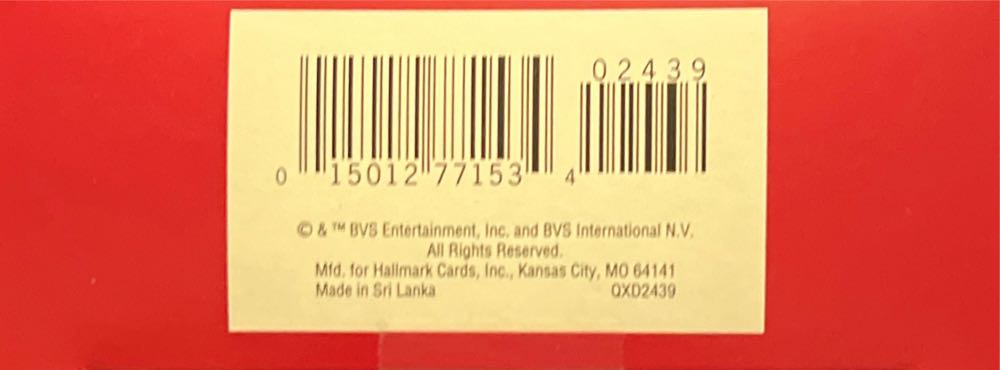 02439
0 15012 77153 4
© & ™ BVS Entertainment, Inc. and BVS International N.V.
All Rights Reserved.
Mfd. for Hallmark Cards, Inc., Kansas City, MO 64141
Made in Sri Lanka QXD2439